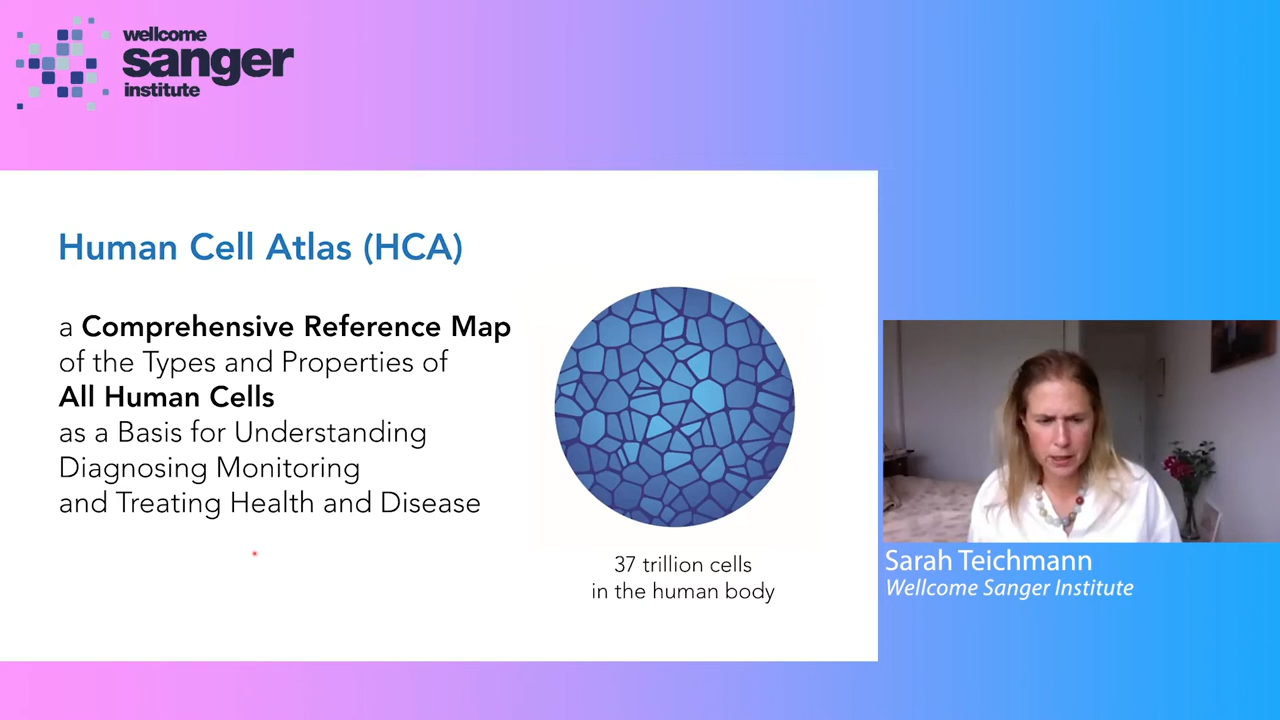 wellcome
sanger
institute
Human Cell Atlas (HCA)
a Comprehensive Reference Map
of the Types and Properties of
All Human Cells
as a Basis for Understanding
Diagnosing Monitoring
and Treating Health and Disease
37 trillion cells
in the human body
Sarah Teichmann
Wellcome Sanger Institute